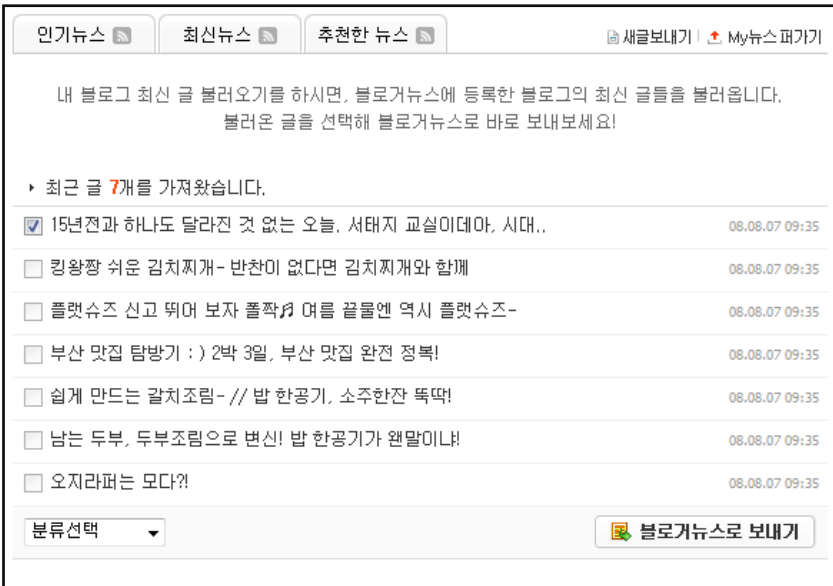 인기뉴스 최신뉴스 추천한 뉴스 새글보내기 My뉴스 퍼가기
내 블로그 최신 글 불러오기를 하시면, 블로거뉴스에 등록한 블로그의 최신 글들을 불러옵니다.
불러온 글을 선택해 블로거뉴스로 바로 보내보세요!
최근 글 7개를 가져왔습니다.
15년전과 하나도 달라진 것 없는 오늘. 서태지 교실이데아, 시대.. 08.08.07 09:35
킹왕짱 쉬운 김치찌개- 반찬이 없다면 김치찌개와 함께 08.08.07 09:35
플랫슈즈 신고 뛰어 보자 폴짝♬ 여름 끝물엔 역시 플랫슈즈- 08.08.07 09:35
부산 맛집 탐방기 : ) 2박 3일, 부산 맛집 완전 정복! 08.08.07 09:35
쉽게 만드는 갈치조림- // 밥 한공기, 소주한잔 뚝딱! 08.08.07 09:35
남는 두부, 두부조림으로 변신! 밥 한공기가 왠말이냐! 08.08.07 09:35
오지라퍼는 모다?! 08.08.07 09:35
분류선택 블로거뉴스로 보내기